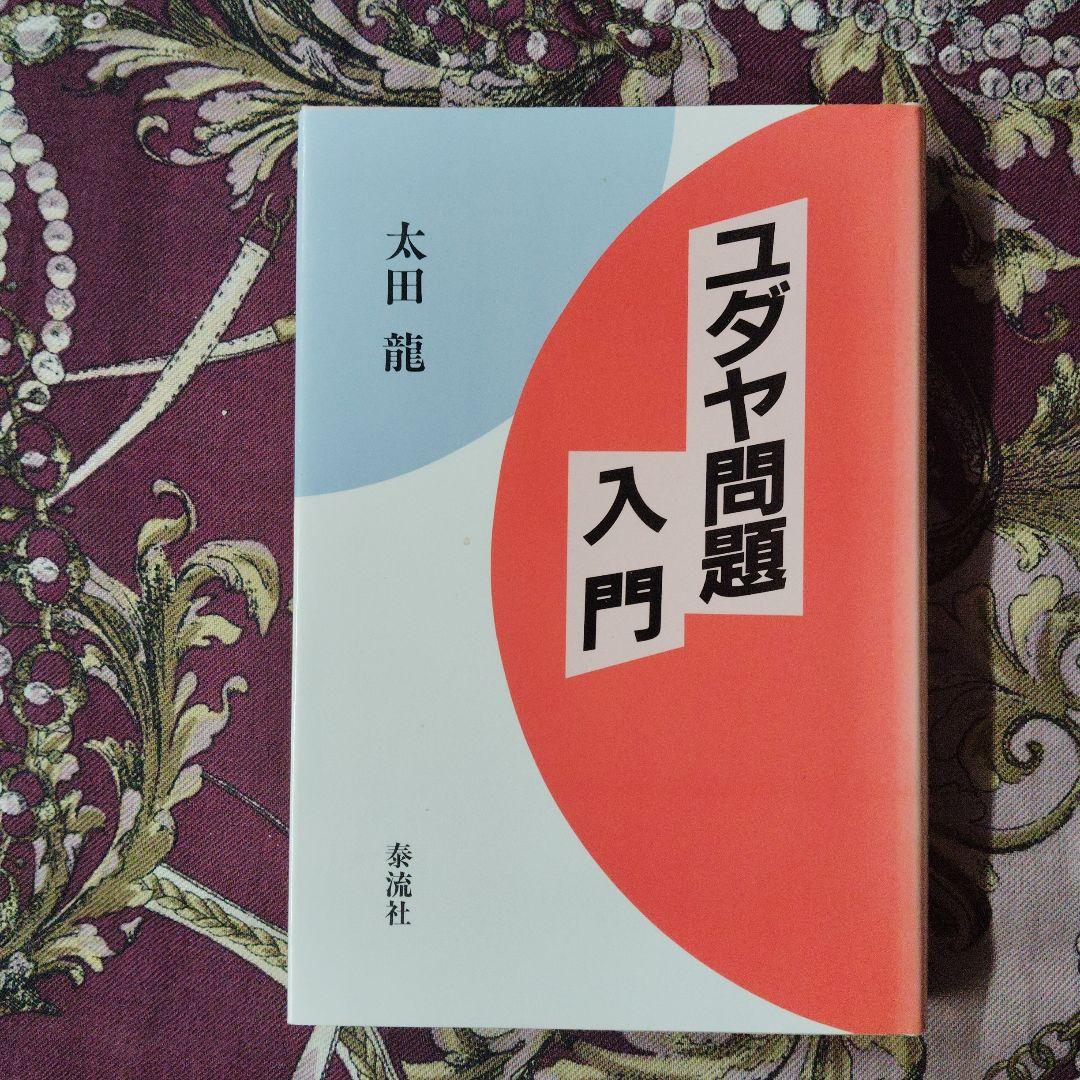 ユダヤ問題
入門
太田 龍
泰流社